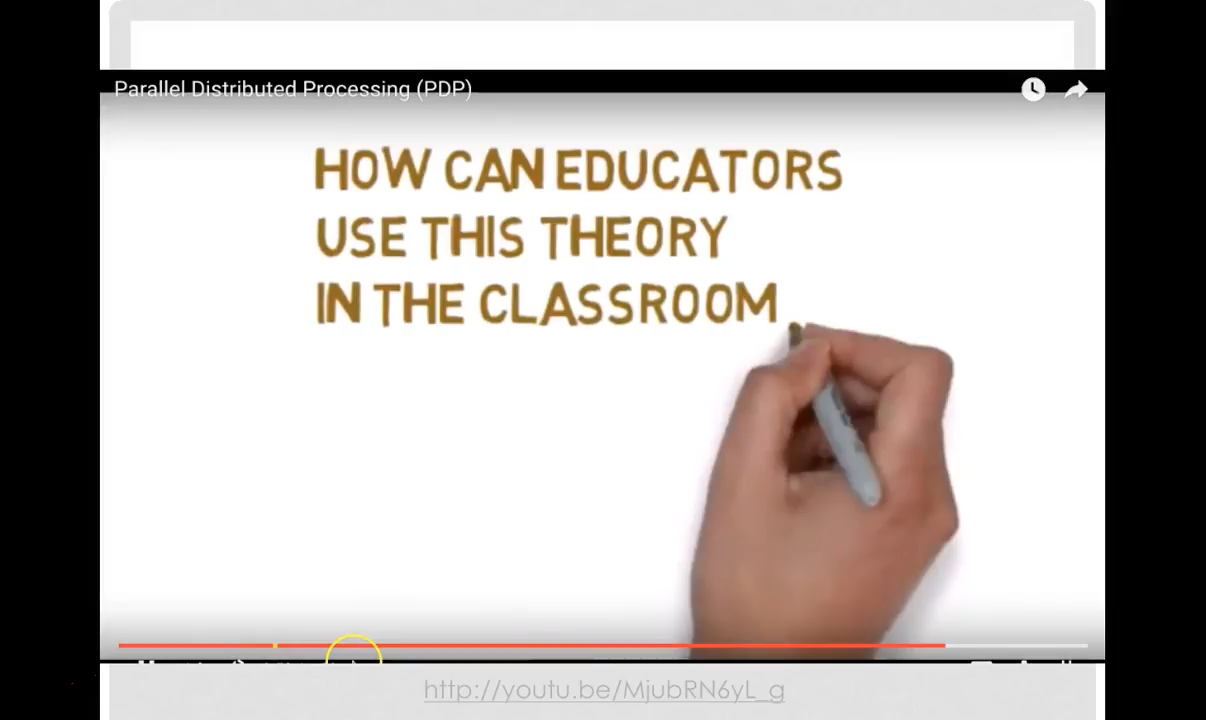 Parallel Distributed Processing (PDP)
HOW CAN EDUCATORS
USE THIS THEORY
IN THE CLASSROOM
http://youtu.be/MjubRN6yL_g